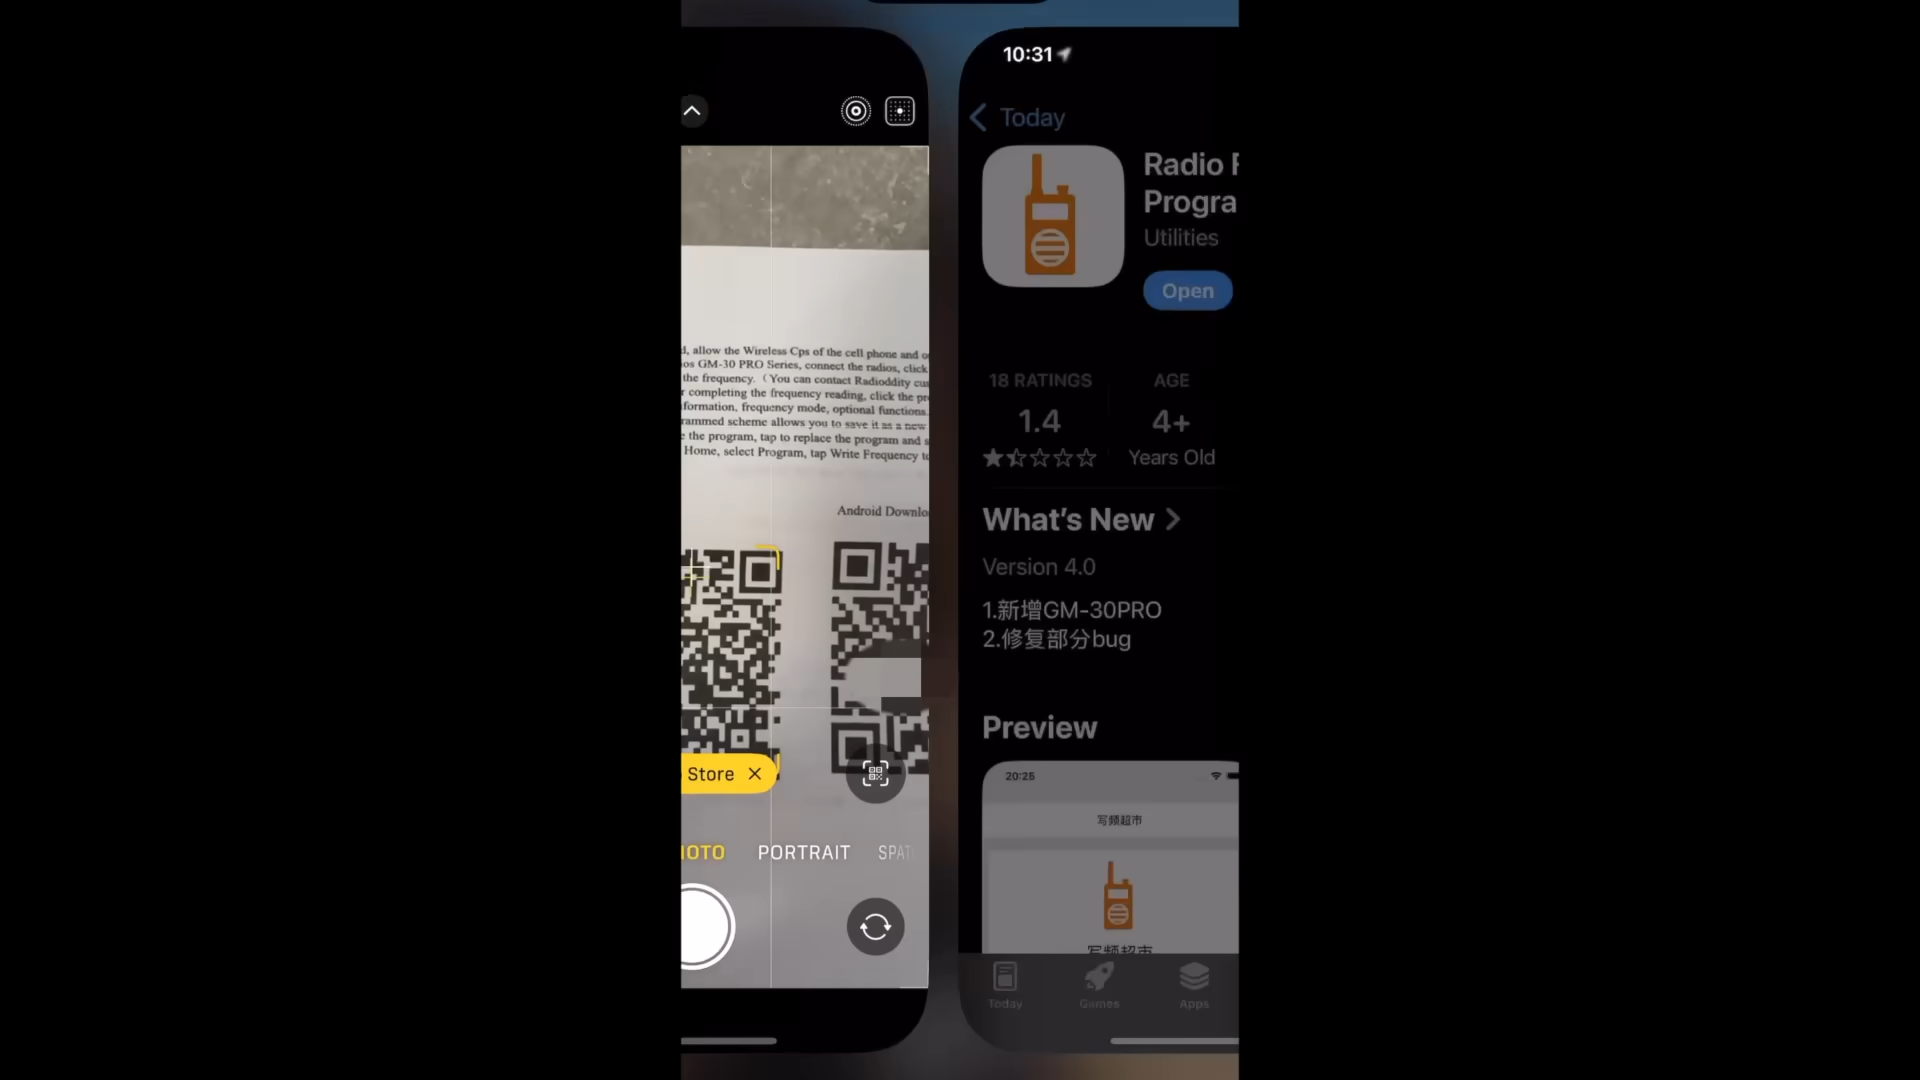 d, allow the Wireless Cps of the cell phone and
GM-30 PRO Series, connect the radios, click
the frequency. (You can contact Radioddity
completing the frequency reading, click the
formation, frequency mode, optional functions.
rammed scheme allows you to save it as a new
the program, tap to replace the program and
Home, select Program, tap Write Frequency
Android Downlo
Store ×
OTO PORTRAIT SPAT
10:31
Today
Radio F
Progra
Utilities
Open
18 RATINGS AGE
1.4 4+
Years Old
What's New
Version 4.0
1.新增GM-30PRO
2.修复部分bug
Preview
20:25
写频超市
写频超市
Today Games Apps